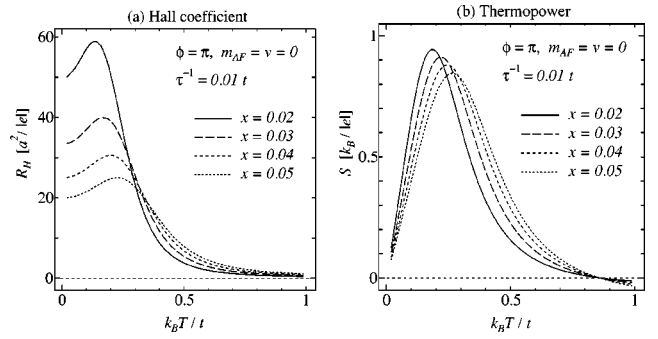 (a) Hall coefficient
R_H [a²/|e|]
60
40
20
0
ϕ = π, m_AF = v = 0
τ⁻¹ = 0.01 t
x = 0.02
x = 0.03
x = 0.04
x = 0.05
0 0.5 1
k_B T / t
(b) Thermopower
S [k_B/|e|]
1
0.5
0
ϕ = π, m_AF = v = 0
τ⁻¹ = 0.01 t
x = 0.02
x = 0.03
x = 0.04
x = 0.05
0 0.5 1
k_B T / t